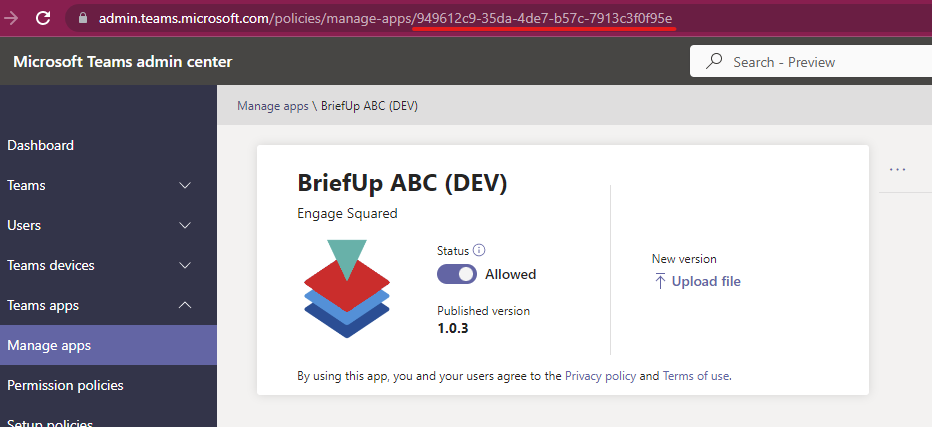 admin.teams.microsoft.com/policies/manage-apps/949612c9-35da-4de7-b57c-7913c3f0f95e
Microsoft Teams admin center
Search - Preview
Manage apps \ BriefUp ABC (DEV)
Dashboard
Teams
Users
Teams devices
Teams apps
Manage apps
Permission policies
Setup policies
BriefUp ABC (DEV)
Engage Squared
Status
Allowed
Published version
1.0.3
New version
Upload file
By using this app, you and your users agree to the Privacy policy and Terms of use.